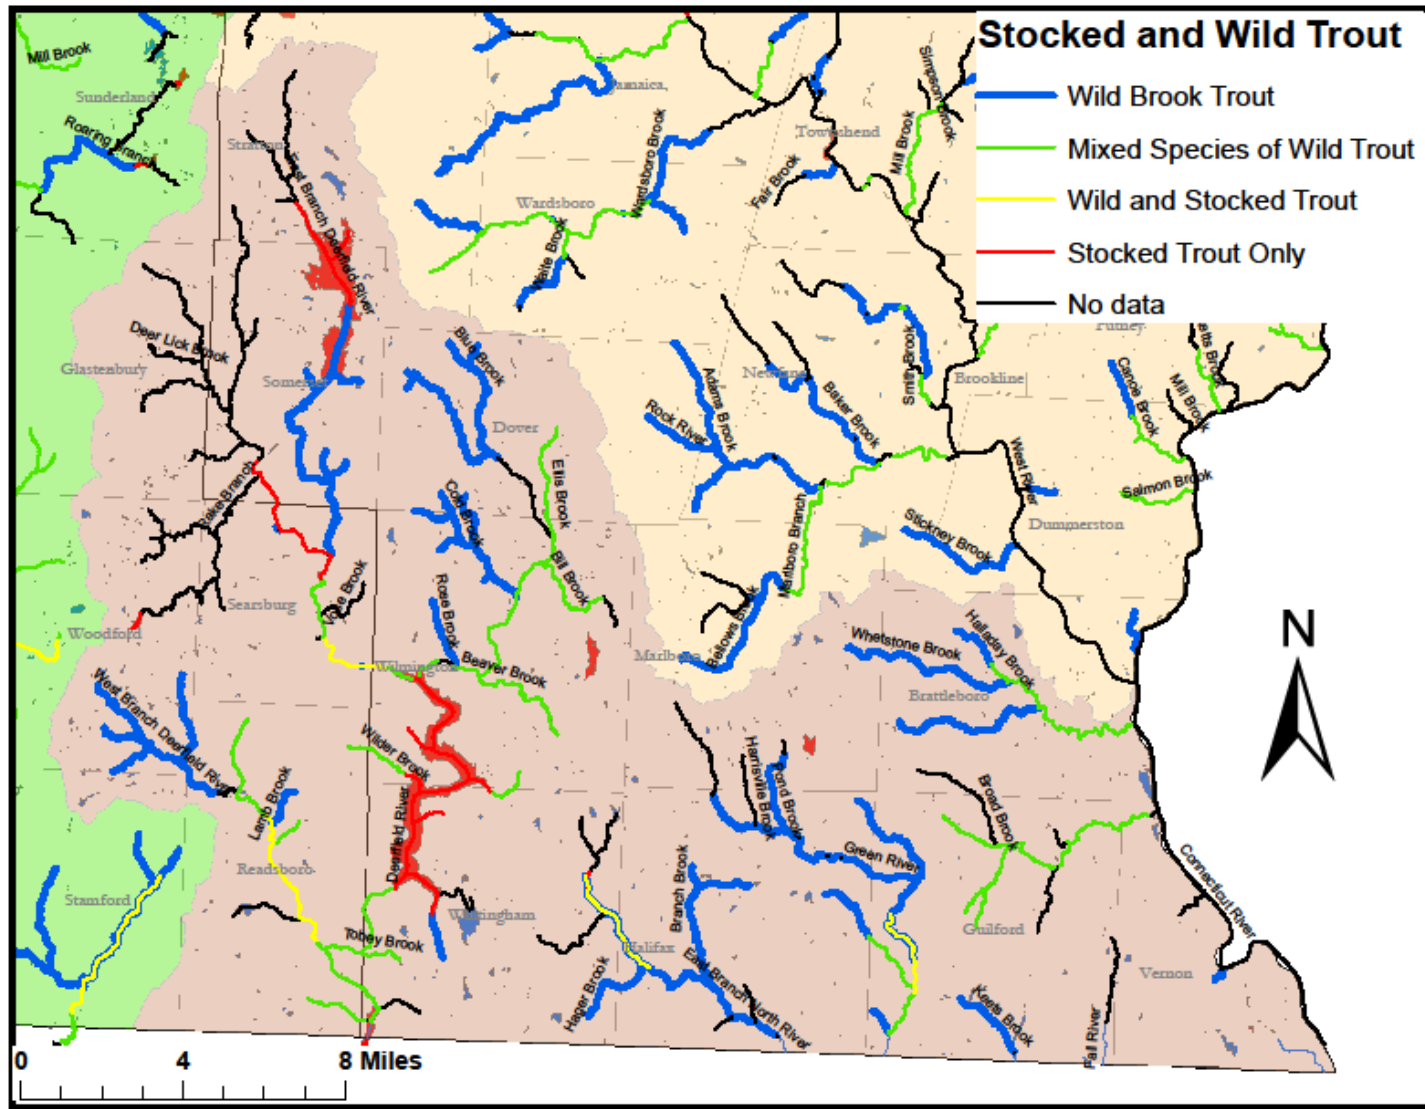 Stocked and Wild Trout
Wild Brook Trout
Mixed Species of Wild Trout
Wild and Stocked Trout
Stocked Trout Only
No data
Mill Brook
Sunderland
Roaring Branch
Stratton
East Branch Deerfield River
Jamaica
Wardsboro Brook
Wardsboro
Waite Brook
Townshend
Fair Brook
Mill Brook
Simpson Brook
Deer Lick Brook
Glastenbury
Somerset
Blue Brook
Dover
Rock River
Adams Brook
Baker Brook
Smith Brook
Brookline
Putney
Canoe Brook
Mill Brook
Salmon Brook
West River
Dummerston
Rake Branch
Cold Brook
Ellis Brook
Bill Brook
Marlboro Branch
Stickney Brook
Searsburg
Rose Brook
Bellows Brook
Woodford
Wilmington
Beaver Brook
Marlboro
Whetstone Brook
Halladay Brook
Brattleboro
N
West Branch Deerfield River
Wilder Brook
Lamb Brook
Deerfield River
Harrisville Brook
Pond Brook
Broad Brook
Green River
Connecticut River
Readsboro
Stamford
Whitingham
Branch Brook
Tobey Brook
Halifax
Guilford
Vernon
Hager Brook
East Branch North River
Keets Brook
Fall River
0 4 8 Miles